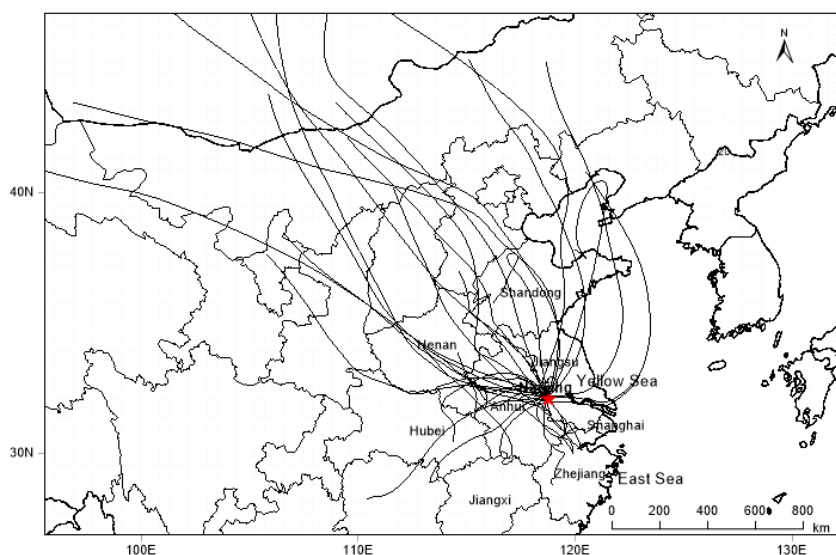 N
40N
Shandong
Henan
Jiangsu
Yellow Sea
Anhui
Hubei
Shanghai
30N
Zhejiang
East Sea
Jiangxi
0 200 400 600 800
km
100E 110E 120E 130E